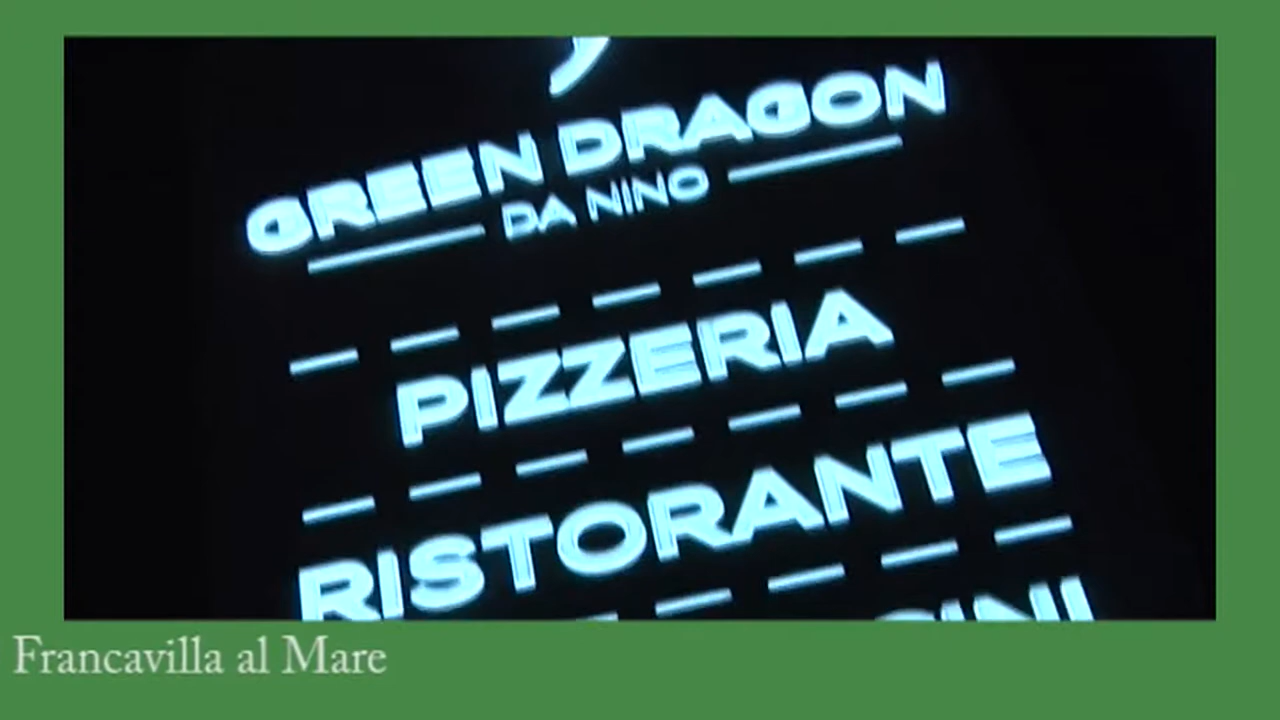 GREEN DRAGON
DA NINO
PIZZERIA
RISTORANTE
Francavilla al Mare